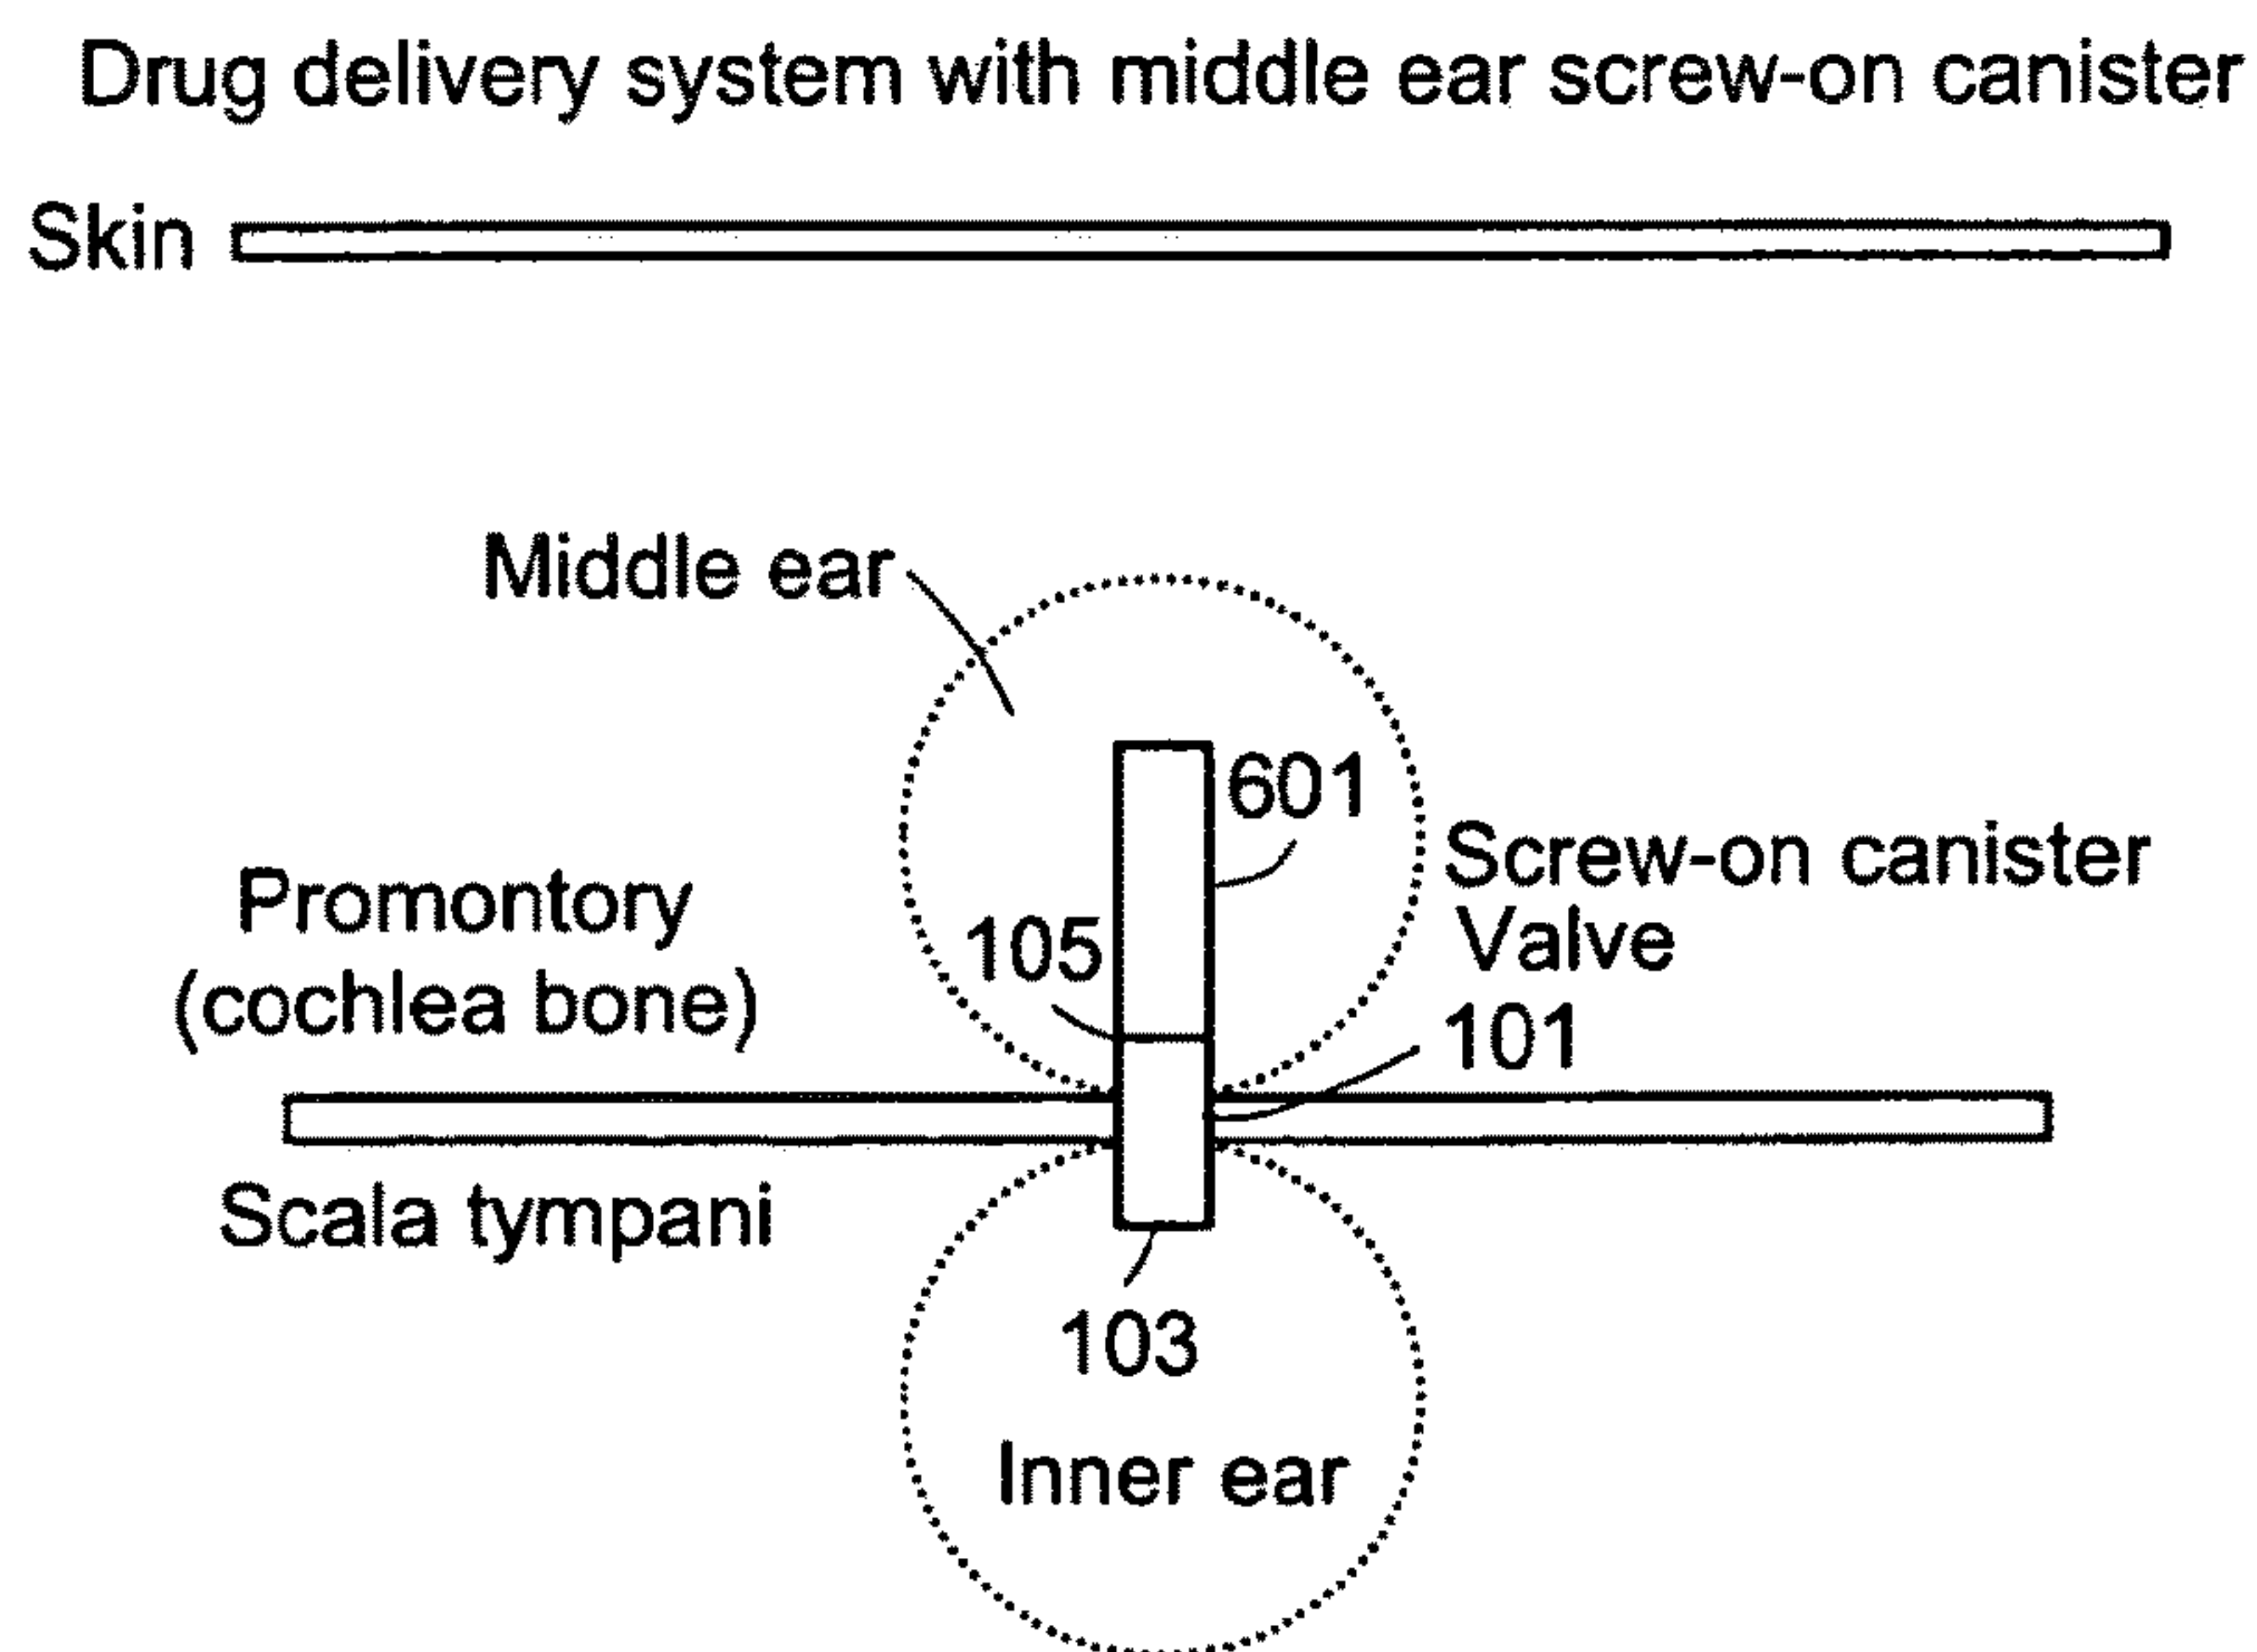 Drug delivery system with middle ear screw-on canister
Skin
Middle ear
601
Screw-on canister
Promontory
105
Valve
(cochlea bone)
101
Scala tympani
103
Inner ear